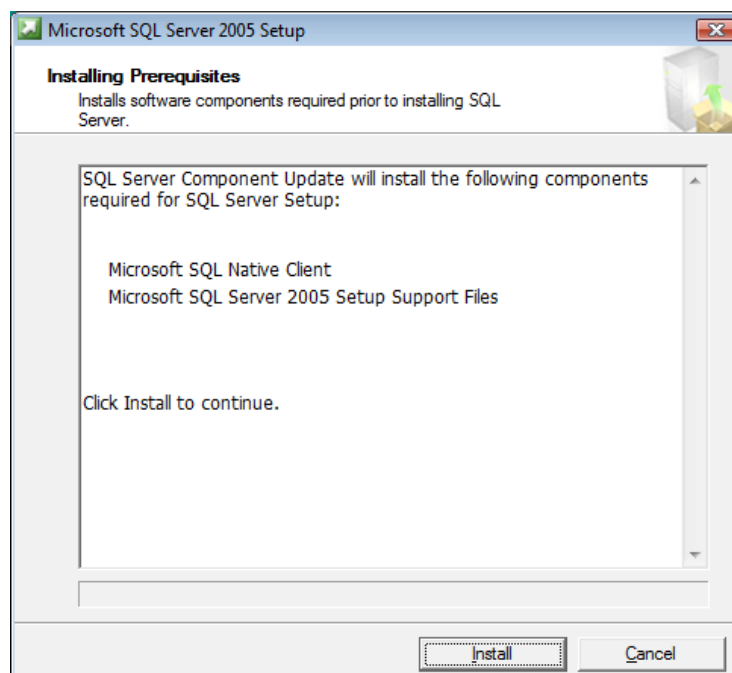 Microsoft SQL Server 2005 Setup
Installing Prerequisites
Installs software components required prior to installing SQL
Server.
SQL Server Component Update will install the following components
required for SQL Server Setup:
Microsoft SQL Native Client
Microsoft SQL Server 2005 Setup Support Files
Click Install to continue.
Install
Cancel